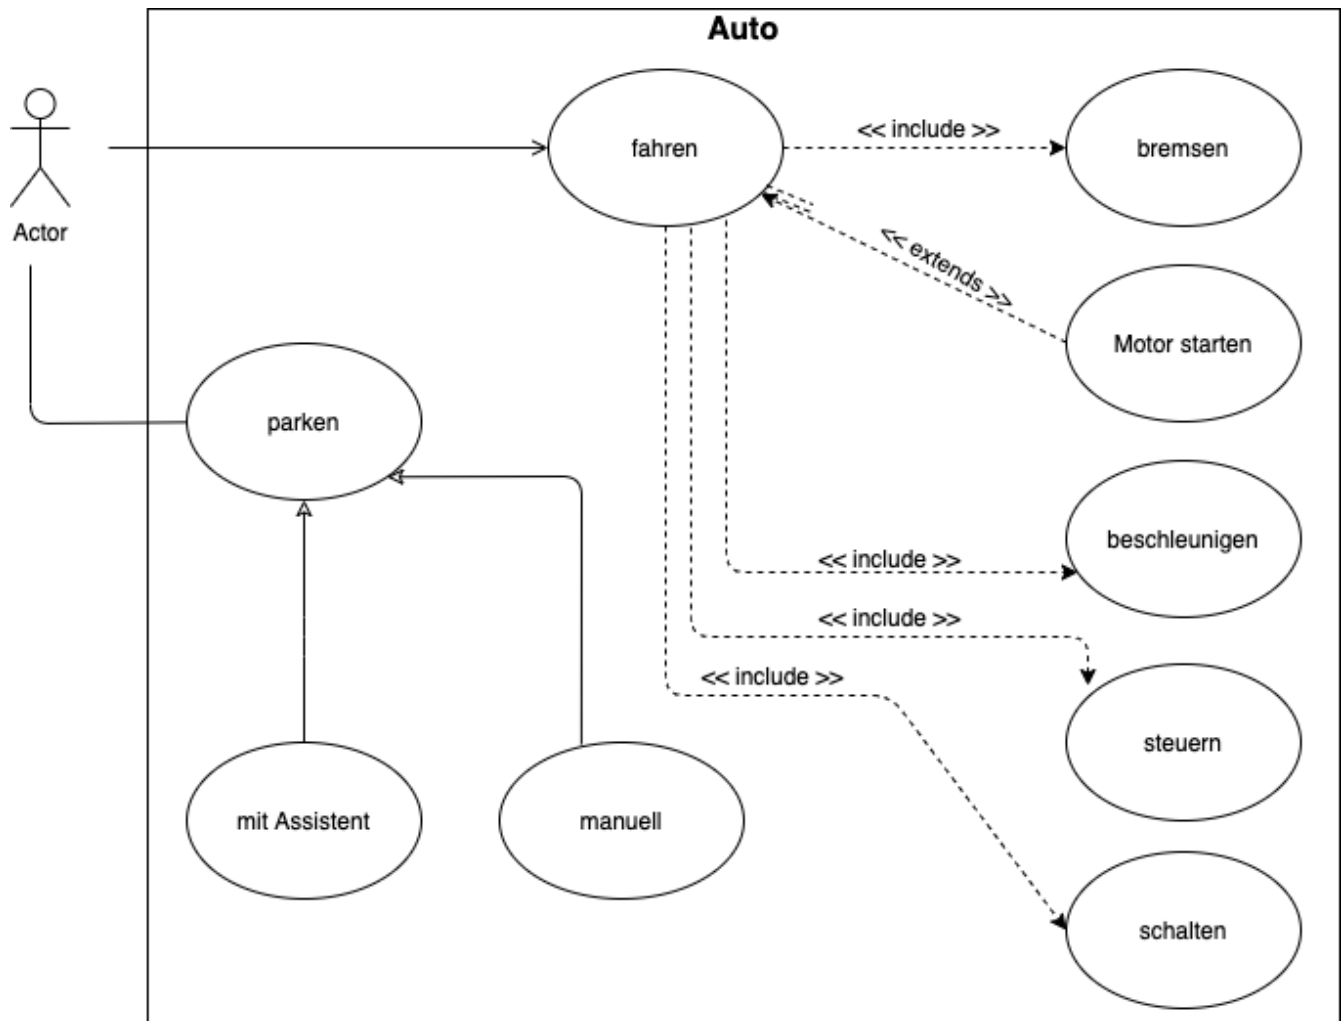 Auto
Actor
fahren
<< include >>
bremsen
<< extends >>
Motor starten
parken
<< include >>
beschleunigen
<< include >>
<< include >>
steuern
mit Assistent
manuell
schalten